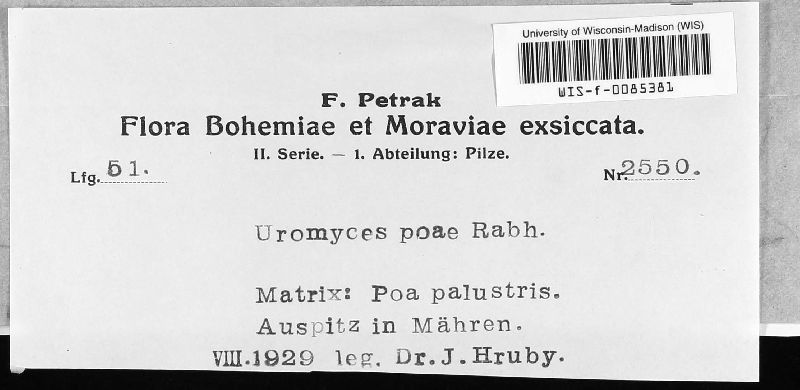 University of Wisconsin-Madison (WIS)
WIS-f-0085381
F. Petrak
Flora Bohemiae et Moraviae exsiccata.
II. Serie. — 1. Abteilung: Pilze.
Lfg. 51. Nr. 2550.
Uromyces poae Rabh.
Matrix: Poa palustris.
Auspitz in Mähren.
VIII.1929 leg. Dr. J. Hruby.